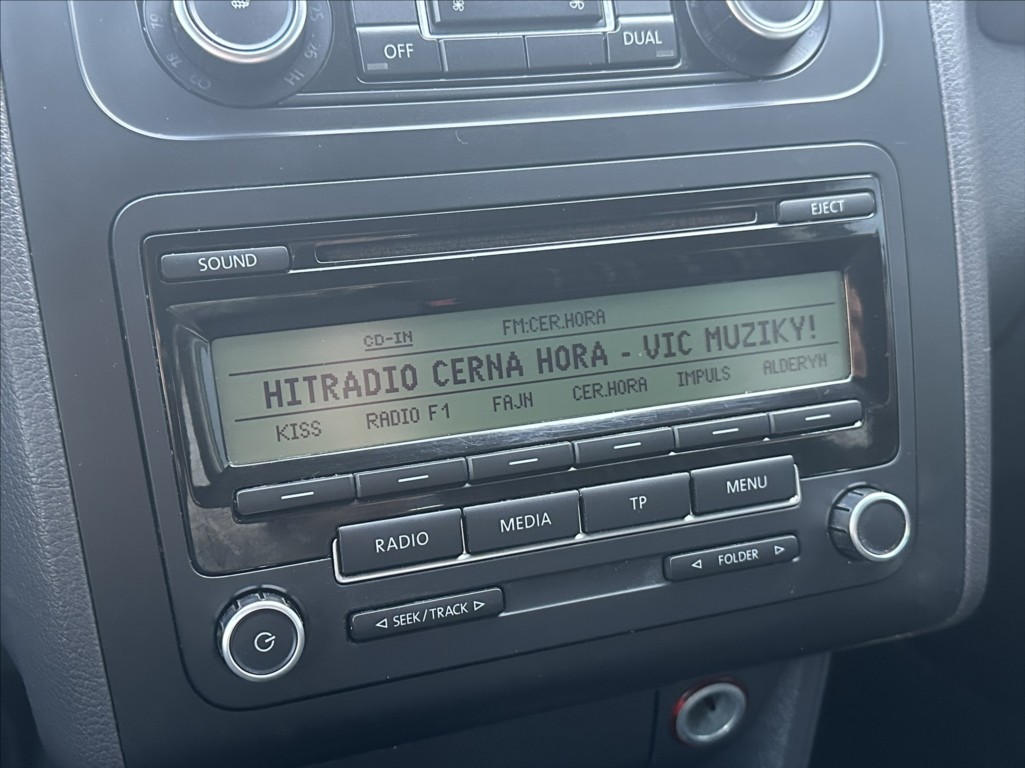 OFF
DUAL
EJECT
SOUND
CD-IN FM:CER.HORA
HITRADIO CERNA HORA - VIC MUZIKY!
KISS RADIO F1 FAJN CER.HORA IMPULS ALDERYN
RADIO MEDIA TP MENU
FOLDER
SEEK/TRACK